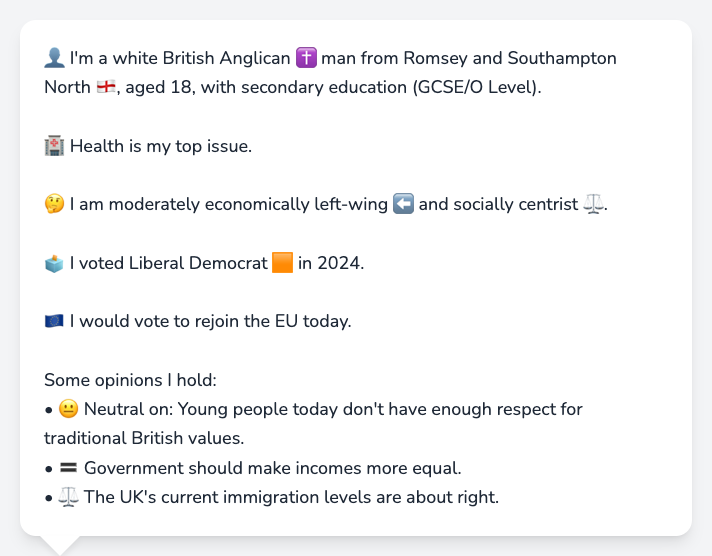 👤 I'm a white British Anglican ✝️ man from Romsey and Southampton
North 🏴󠁧󠁢󠁥󠁮󠁧󠁿, aged 18, with secondary education (GCSE/O Level).
🏥 Health is my top issue.
🤔 I am moderately economically left-wing ⬅️ and socially centrist ⚖️.
🗳️ I voted Liberal Democrat 🟧 in 2024.
🇪🇺 I would vote to rejoin the EU today.
Some opinions I hold:
• 😐 Neutral on: Young people today don't have enough respect for
traditional British values.
• 🟰 Government should make incomes more equal.
• ⚖️ The UK's current immigration levels are about right.